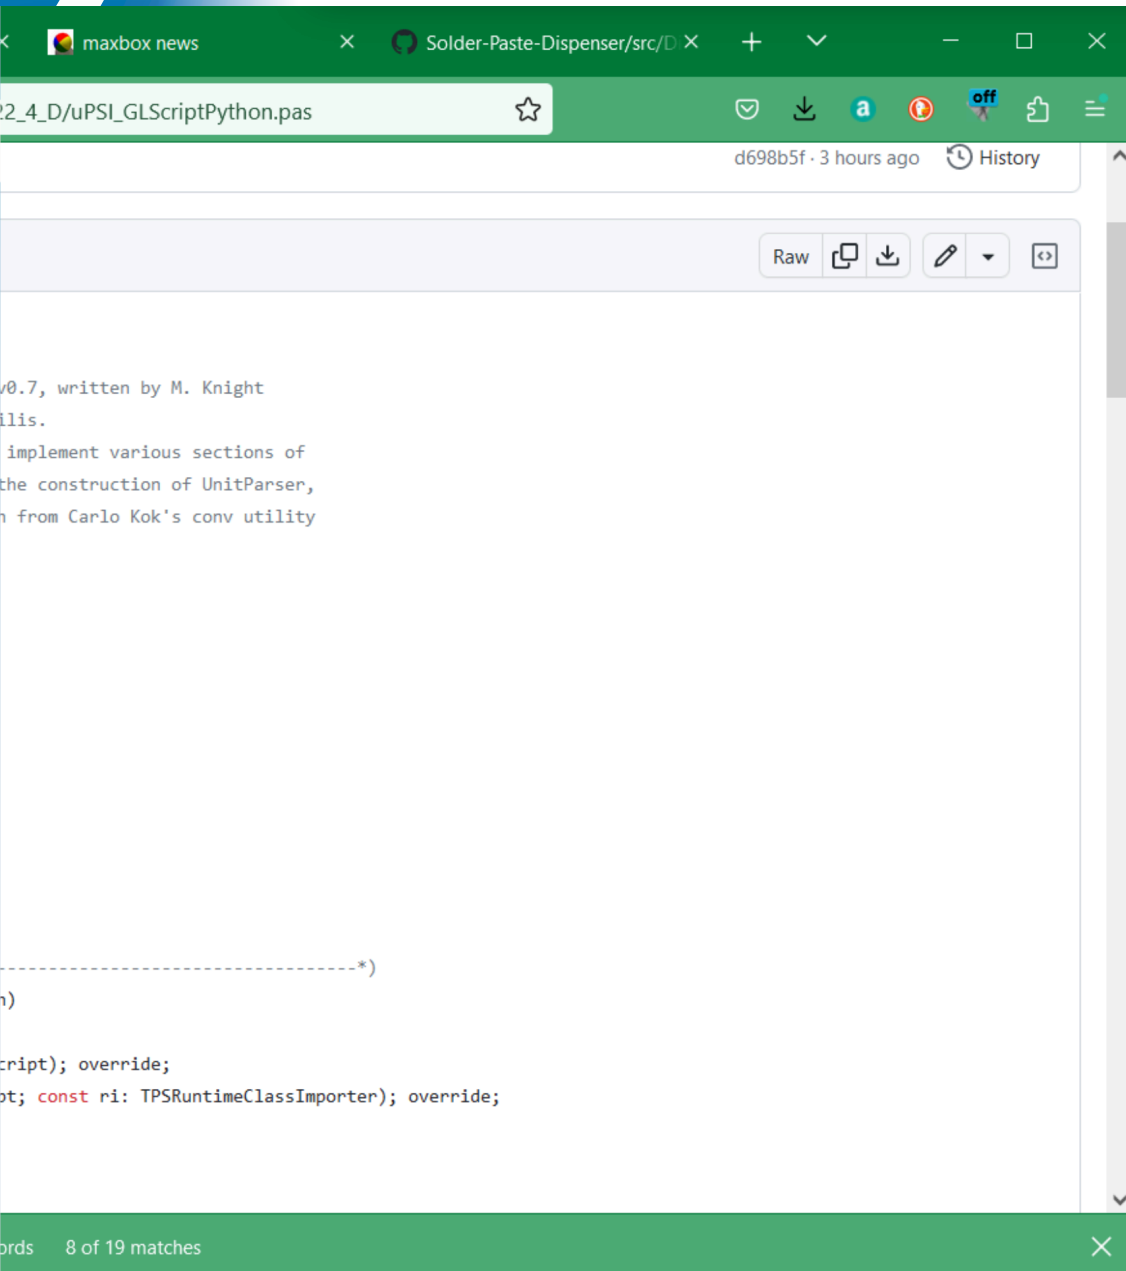 maxbox news
Solder-Paste-Dispenser/src/D
22_4_D/uPSI_GLScriptPython.pas
a
off
d698b5f · 3 hours ago History
Raw
v0.7, written by M. Knight
ilis.
implement various sections of
the construction of UnitParser,
n from Carlo Kok's conv utility
-----------------------------------*)
n)
cript); override;
pt; const ri: TPSRuntimeClassImporter); override;
ords 8 of 19 matches